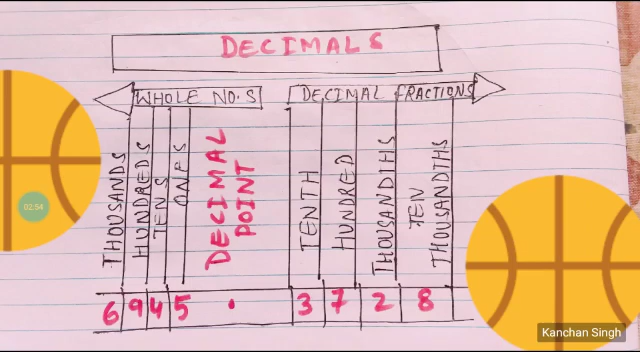 DECIMALS
WHOLE NO.S
DECIMAL FRACTIONS
THOUSANDS
HUNDREDS
TENS
ONES
DECIMAL
POINT
TENTH
HUNDRED
THOUSANDTHS
TEN
THOUSANDTHS
6 9 4 5 . 3 7 2 8
02:54
Kanchan Singh